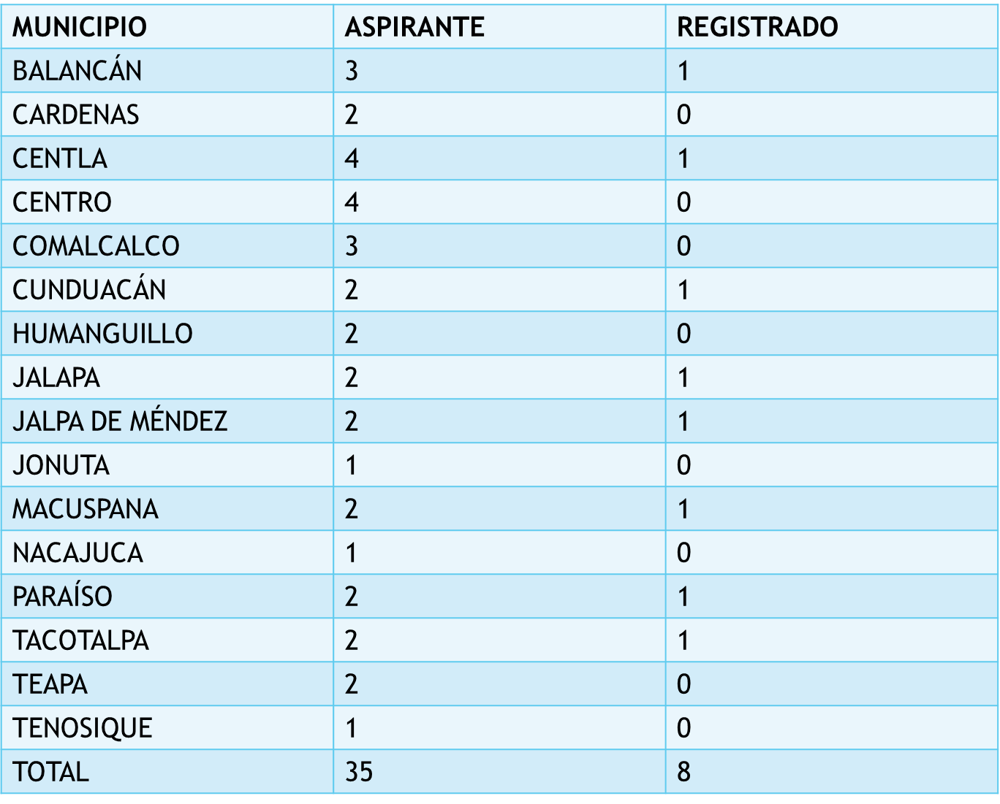 MUNICIPIO ASPIRANTE REGISTRADO
BALANCÁN 3 1
CARDENAS 2 0
CENTLA 4 1
CENTRO 4 0
COMALCALCO 3 0
CUNDUACÁN 2 1
HUMANGUILLO 2 0
JALAPA 2 1
JALPA DE MÉNDEZ 2 1
JONUTA 1 0
MACUSPANA 2 1
NACAJUCA 1 0
PARAÍSO 2 1
TACOTALPA 2 1
TEAPA 2 0
TENOSIQUE 1 0
TOTAL 35 8